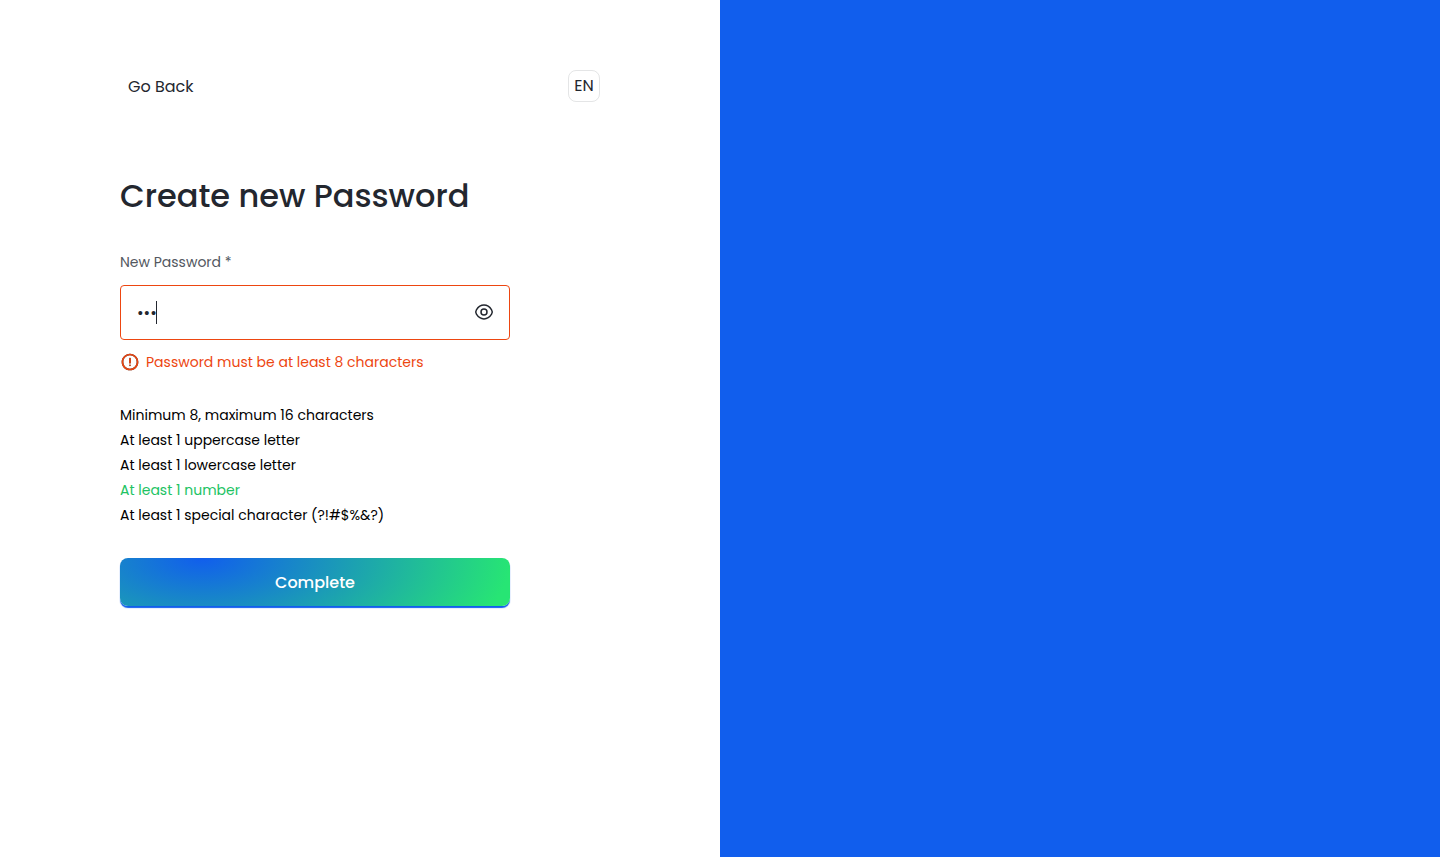 Go Back
EN
Create new Password
New Password *
•••
Password must be at least 8 characters
Minimum 8, maximum 16 characters
At least 1 uppercase letter
At least 1 lowercase letter
At least 1 number
At least 1 special character (?!#$%&?)
Complete